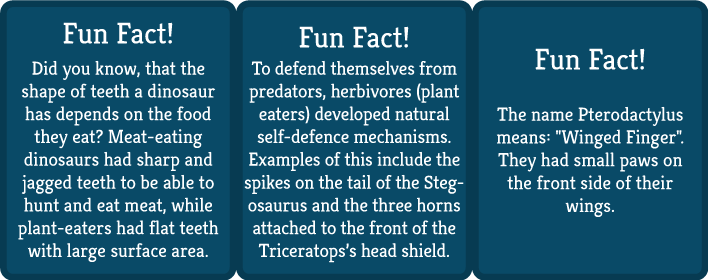 Fun Fact!
Did you know, that the
shape of teeth a dinosaur
has depends on the food
they eat? Meat-eating
dinosaurs had sharp and
jagged teeth to be able to
hunt and eat meat, while
plant-eaters had flat teeth
with large surface area.
Fun Fact!
To defend themselves from
predators, herbivores (plant
eaters) developed natural
self-defence mechanisms.
Examples of this include the
spikes on the tail of the Steg-
osaurus and the three horns
attached to the front of the
Triceratops's head shield.
Fun Fact!
The name Pterodactylus
means: "Winged Finger".
They had small paws on
the front side of their
wings.